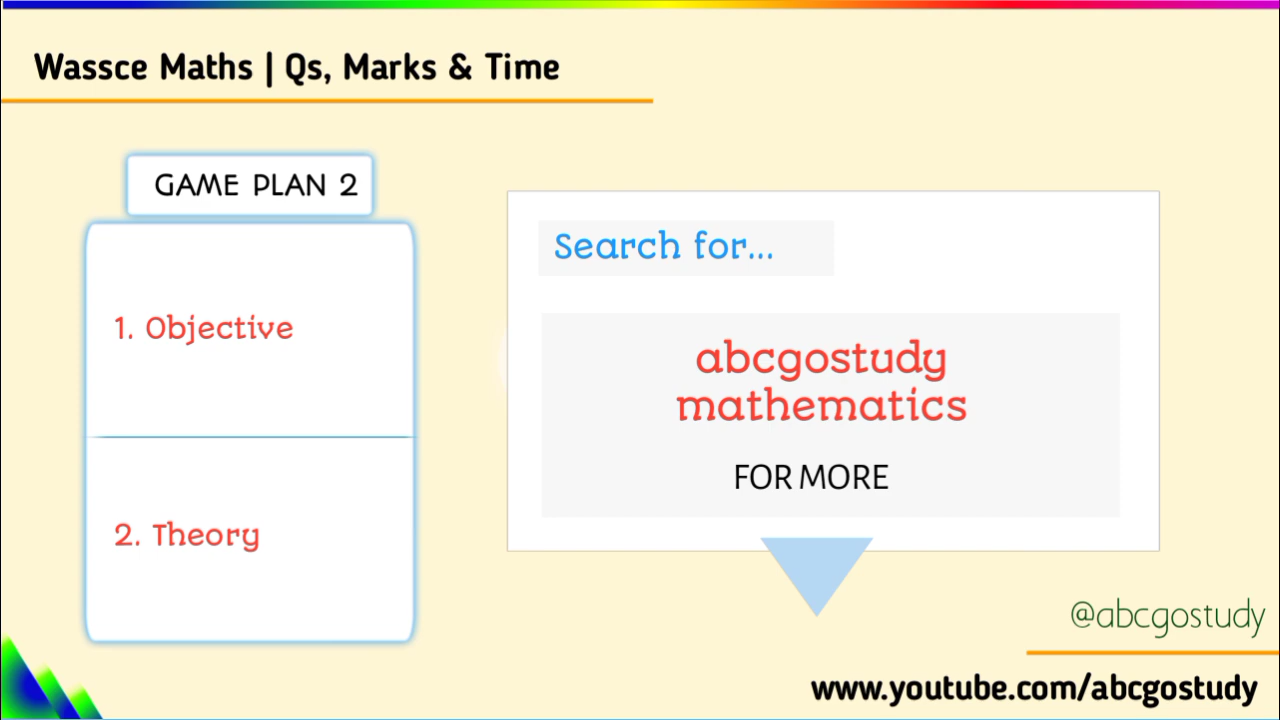 Wassce Maths | Qs, Marks & Time
GAME PLAN 2
1. Objective
2. Theory
Search for...
abcgostudy
mathematics
FOR MORE
@abcgostudy
www.youtube.com/abcgostudy